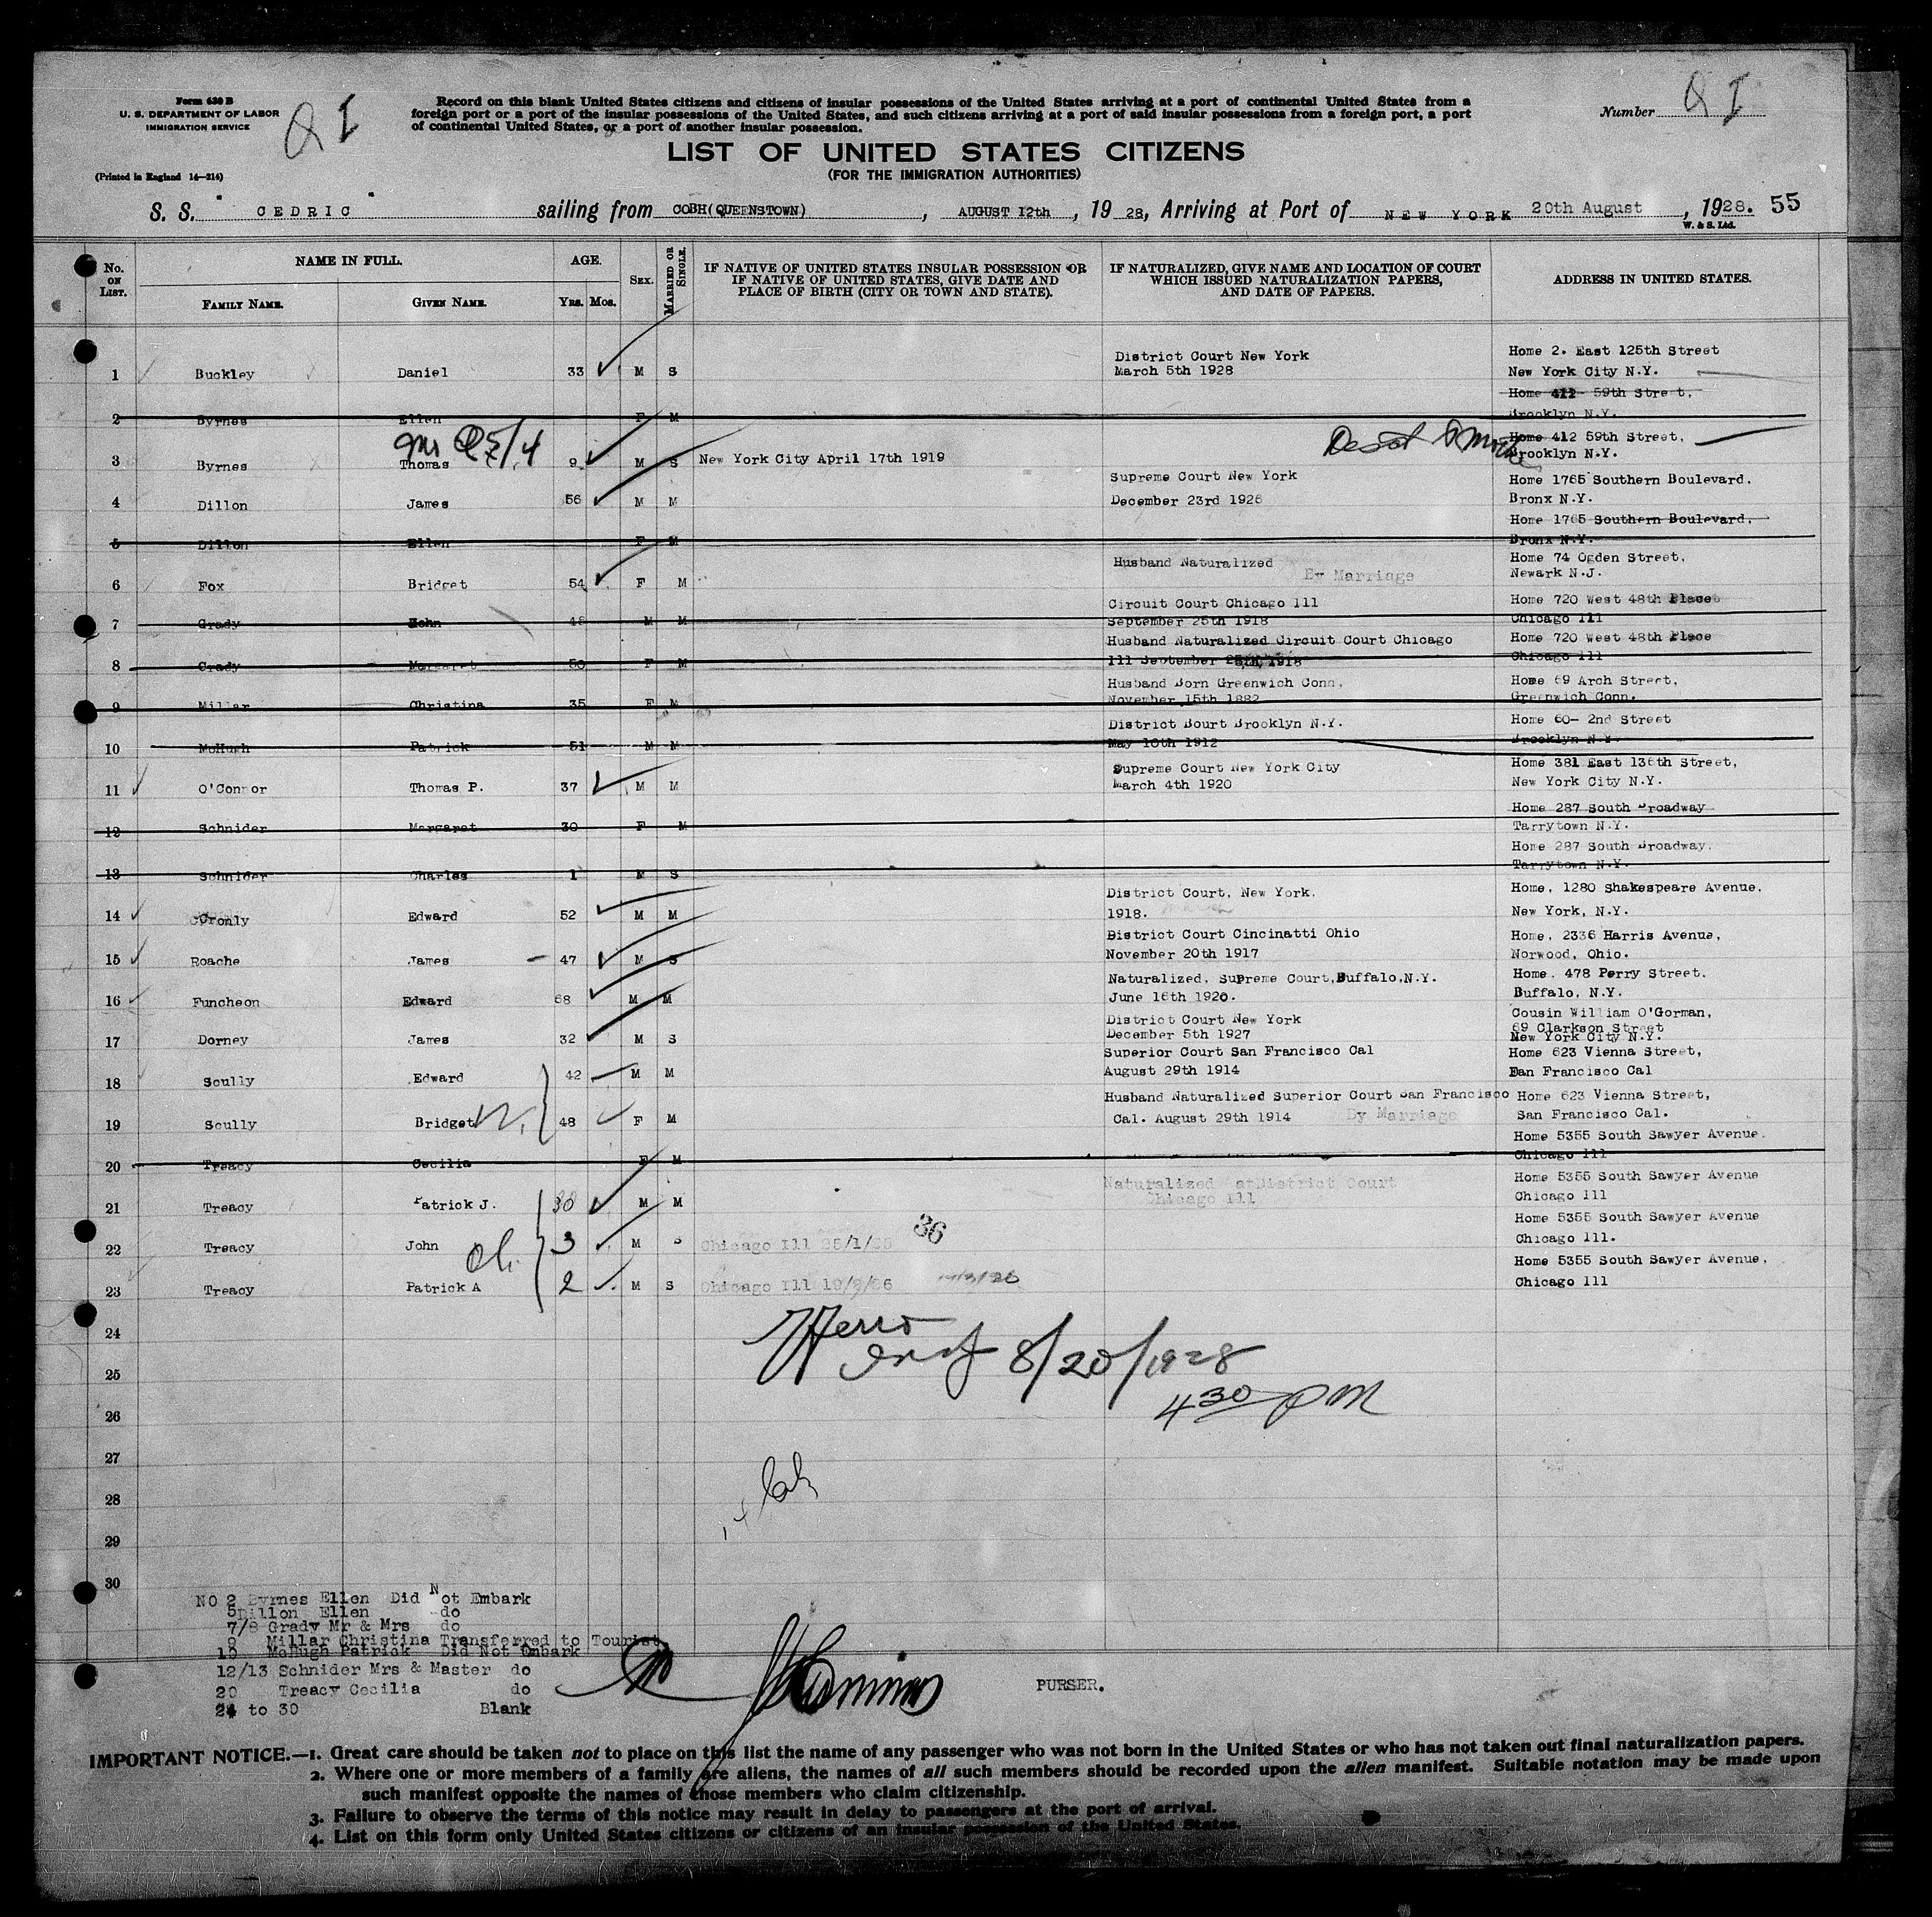 Form 630 B
U. S. DEPARTMENT OF LABOR
IMMIGRATION SERVICE
(Printed in England 14—214)
Q I
Record on this blank United States citizens and citizens of insular possessions of the United States arriving at a port of continental United States from a
foreign port or a port of the insular possessions of the United States, and such citizens arriving at a port of said insular possessions from a foreign port, a port
of continental United States, or a port of another insular possession.
Number Q I
LIST OF UNITED STATES CITIZENS
(FOR THE IMMIGRATION AUTHORITIES)
S. S. " CEDRIC " sailing from COBH(QUEENSTOWN), AUGUST 12th, 19 28, Arriving at Port of NEW YORK 20th August, 1928. 55
W. & S. Ltd.
No. ON LIST. NAME IN FULL. AGE. SEX. MARRIED OR SINGLE. IF NATIVE OF UNITED STATES INSULAR POSSESSION OR IF NATIVE OF UNITED STATES, GIVE DATE AND PLACE OF BIRTH (CITY OR TOWN AND STATE). IF NATURALIZED, GIVE NAME AND LOCATION OF COURT WHICH ISSUED NATURALIZATION PAPERS, AND DATE OF PAPERS. ADDRESS IN UNITED STATES.
FAMILY NAME. GIVEN NAME. Yrs. Mos.
District Court New York Home 2. East 125th Street
1 Buckley Daniel 33 M S March 5th 1928 New York City N.Y.
Home 412 59th Street,
2 Byrnes Ellen F M Brooklyn N.Y.
Home 412 59th Street,
3 Byrnes Thomas 9 M S New York City April 17th 1919 Brooklyn N.Y.
Supreme Court New York Home 1765 Southern Boulevard.
4 Dillon James 56 M M December 23rd 1926 Bronx N.Y.
Home 1765 Southern Boulevard.
5 Dillon Ellen F M Bronx N.Y.
Husband Naturalized Home 74 Ogden Street,
6 Fox Bridget 54 F M By Marriage Newark N.J.
Circuit Court Chicago Ill Home 720 West 48th Place
7 Grady John 48 M M September 25th 1918 Chicago Ill
Husband Naturalized Circuit Court Chicago Home 720 West 48th Place
8 Grady Margaret 50 F M Ill September 25th 1918 Chicago Ill
Husband Born Greenwich Conn, Home 69 Arch Street,
9 Millar Christina 35 F M November 15th 1882 Greenwich Conn.
District Bourt Brooklyn N.Y. Home 60- 2nd Street
10 McHugh Patrick 51 M M May 10th 1912 Brooklyn N.Y.
Supreme Court New York City Home 381 East 136th Street,
11 O'Connor Thomas P. 37 M M March 4th 1920 New York City N.Y.
Home 287 South Broadway
12 Schnider Margaret 30 F M Tarrytown N.Y.
Home 287 South Broadway.
13 Schnider Charles 1 M S Tarrytown N.Y.
District Court, New York. Home, 1280 Shakespeare Avenue.
14 Cronly Edward 52 M M 1918. New York, N.Y.
District Court Cincinatti Ohio Home, 2336 Harris Avenue,
15 Roache James 47 M S November 20th 1917 Norwood, Ohio.
Naturalized, Supreme Court,Buffalo,N.Y. Home, 478 Perry Street.
16 Funcheon Edward 68 M M June 16th 1920. Buffalo, N.Y.
District Court New York Cousin William O'Gorman,
69 Clarkson Street
17 Dorney James 32 M S December 5th 1927 New York City N.Y.
Superior Court San Francisco Cal Home 623 Vienna Street,
18 Scully Edward 42 M M August 29th 1914 San Francisco Cal
Husband Naturalized Superior Court San Francisco Home 623 Vienna Street,
19 Scully Bridget 48 F M Cal. August 29th 1914 By Marriage San Francisco Cal.
Home 5355 South Sawyer Avenue.
20 Treacy Cecilia F M Chicago Ill
Naturalized at District Court Home 5355 South Sawyer Avenue
21 Treacy Patrick J. 30 M M Chicago Ill Chicago Ill
36 Home 5355 South Sawyer Avenue
22 Treacy John 3 M S Chicago Ill Chicago Ill.
Home 5355 South Sawyer Avenue.
23 Treacy Patrick A 2 M S Chicago Ill Chicago Ill
24
8/20/1928
25
4 30 PM
26
27
28
29
30
NO 2 Byrnes Ellen Did Not Embark
5 Dillon Ellen do
7/8 Grady Mr & Mrs do
9 Millar Christina Transferred to Tourist
10 McHugh Patrick Did Not Embark
12/13 Schnider Mrs & Master do
20 Treacy Cecilia do
24 to 30 Blank
PURSER.
IMPORTANT NOTICE.—1. Great care should be taken not to place on this list the name of any passenger who was not born in the United States or who has not taken out final naturalization papers.
2. Where one or more members of a family are aliens, the names of all such members should be recorded upon the alien manifest. Suitable notation may be made upon
such manifest opposite the names of those members who claim citizenship.
3. Failure to observe the terms of this notice may result in delay to passengers at the port of arrival.
4. List on this form only United States citizens or citizens of an insular possession of the United States.